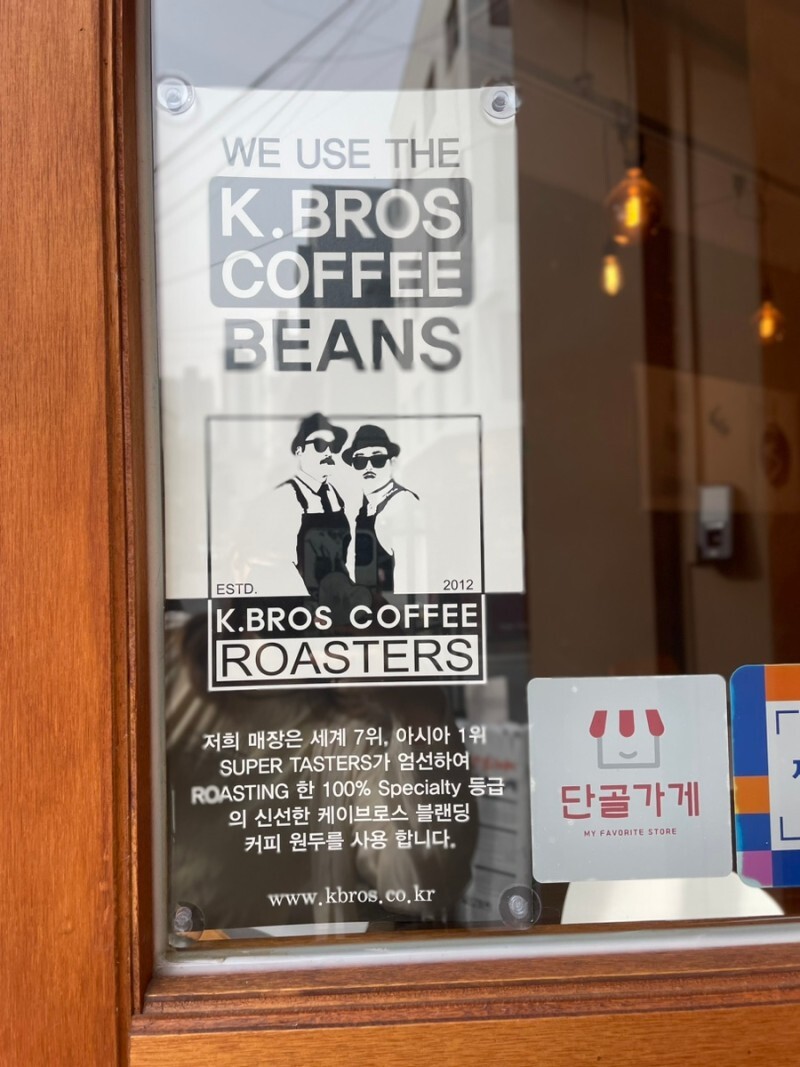 WE USE THE
K.BROS
COFFEE
BEANS
ESTD. 2012
K.BROS COFFEE
ROASTERS
저희 매장은 세계 7위, 아시아 1위
SUPER TASTERS가 엄선하여
ROASTING 한 100% Specialty 등급
의 신선한 케이브로스 블랜딩
커피 원두를 사용 합니다.
www.kbros.co.kr
단골가게
MY FAVORITE STORE